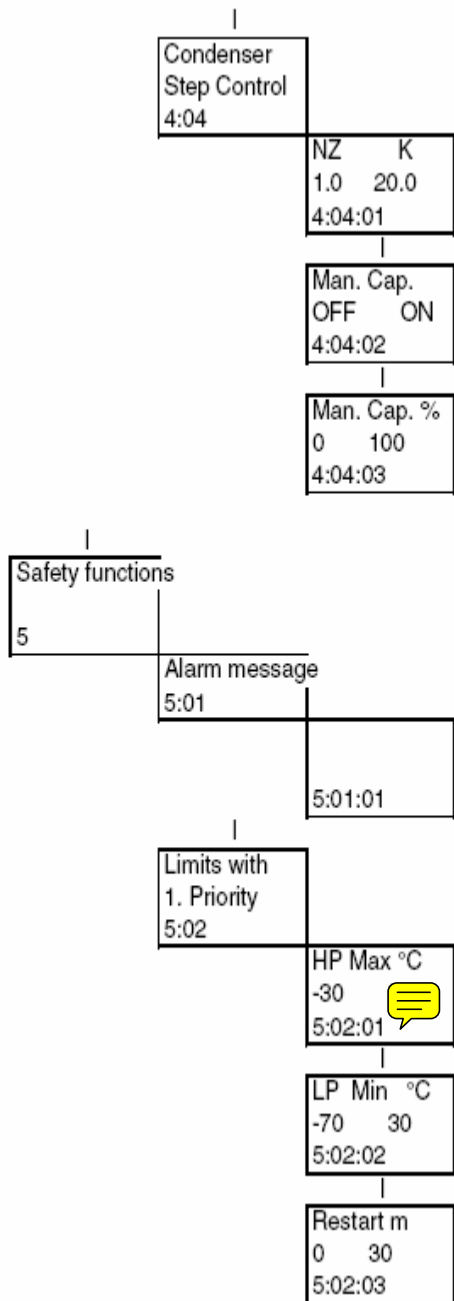 Condenser
Step Control
4:04
NZ K
1.0 20.0
4:04:01
Man. Cap.
OFF ON
4:04:02
Man. Cap. %
0 100
4:04:03
Safety functions
5
Alarm message
5:01
5:01:01
Limits with
1. Priority
5:02
HP Max °C
-30
5:02:01
LP Min °C
-70 30
5:02:02
Restart m
0 30
5:02:03